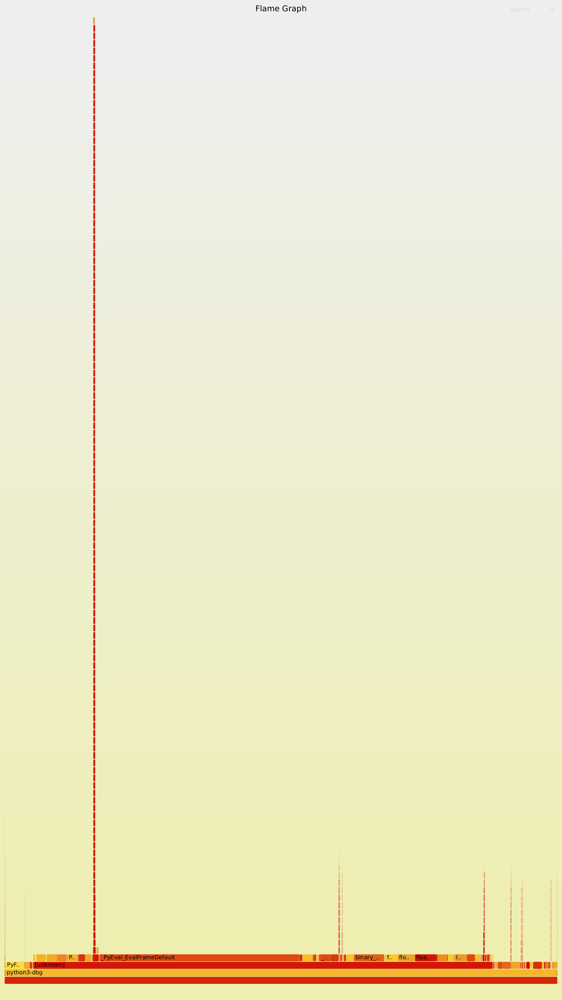 Flame Graph
Search ic
P.. _PyEval_EvalFrameDefault _.. binary_.. f.. flo.. floa..
PyF.. [unknown]
python3-dbg